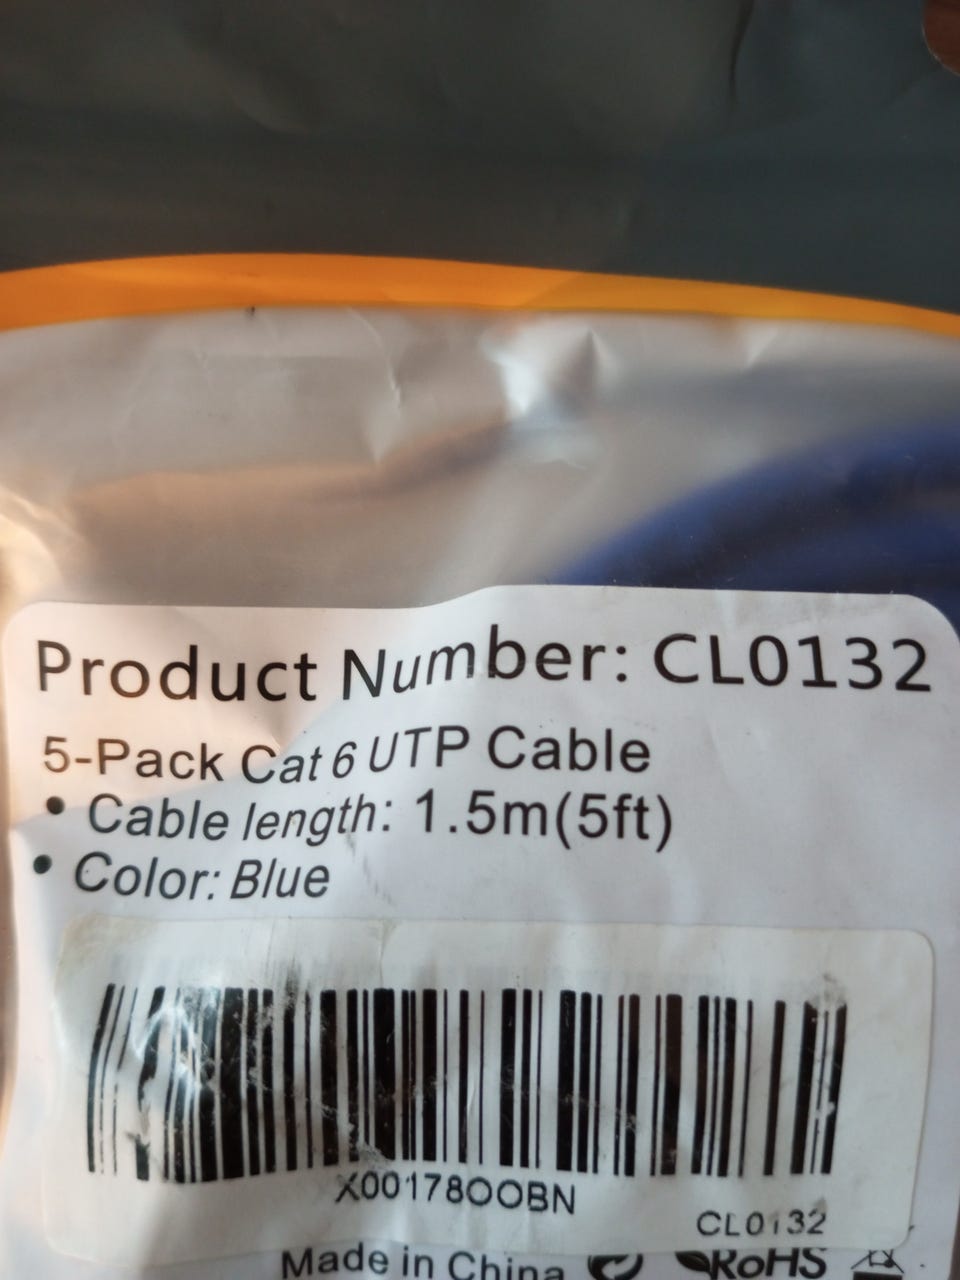 Product Number: CL0132
5-Pack Cat 6 UTP Cable
• Cable length: 1.5m(5ft)
• Color: Blue
X00178OOBN
CL0132
Made in China RoHS